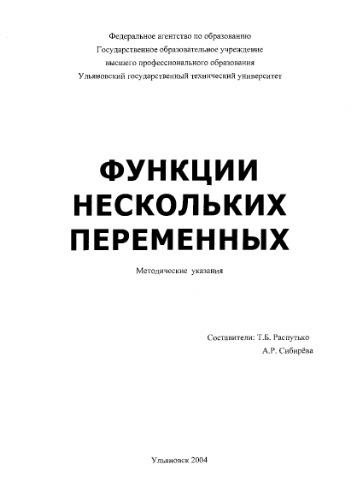 Федеральное агентство по образованию
Государственное образовательное учреждение
высшего профессионального образования
Ульяновский государственный технический университет
ФУНКЦИИ
НЕСКОЛЬКИХ
ПЕРЕМЕННЫХ
Методические указания
Составители: Т.Б. Распутько
А.Р. Сибирёва
Ульяновск 2004